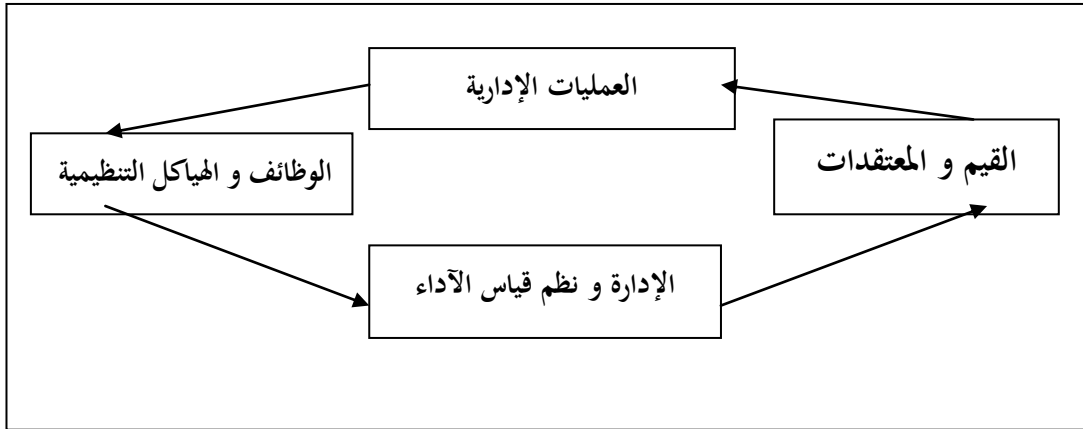 العمليات الإدارية
القيم و المعتقدات
الوظائف و الهياكل التنظيمية
الإدارة و نظم قياس الآداء